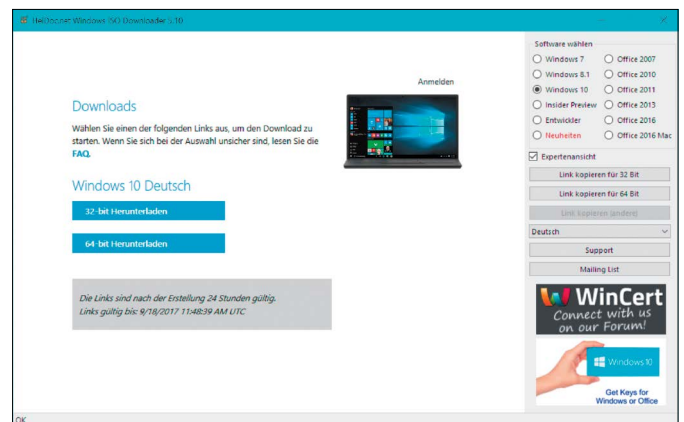 HeiDoc.net Windows ISO Downloader 5.10
Anmelden
Downloads
Wählen Sie einen der folgenden Links aus, um den Download zu
starten. Wenn Sie sich bei der Auswahl unsicher sind, lesen Sie die
FAQ.
Windows 10 Deutsch
32-bit Herunterladen
64-bit Herunterladen
Die Links sind nach der Erstellung 24 Stunden gültig.
Links gültig bis: 9/18/2017 11:48:39 AM UTC
Software wählen
Windows 7
Office 2007
Windows 8.1
Office 2010
Windows 10
Office 2011
Insider Preview
Office 2013
Entwickler
Office 2016
Neuheiten
Office 2016 Mac
Expertenansicht
Link kopieren für 32 Bit
Link kopieren für 64 Bit
Link kopieren (andere)
Deutsch
Support
Mailing List
WinCert
Connect with us
on our Forum!
Windows 10
Get Keys for
Windows or Office
OK